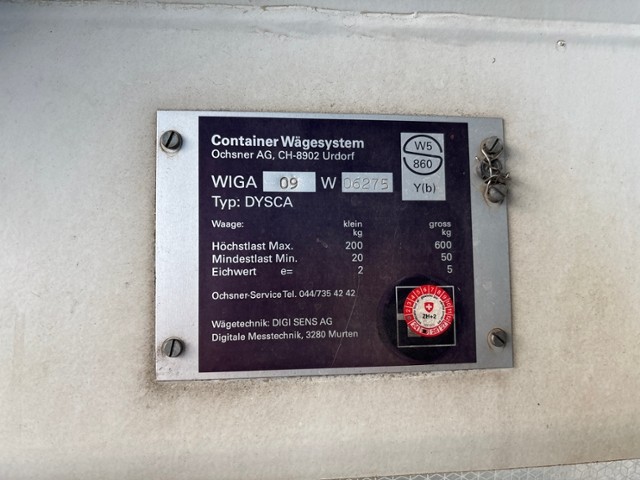 Container Wägesystem
Ochsner AG, CH-8902 Urdorf
WIGA 09 W 06275
Typ: DYSCA
W5
860
Y(b)
Waage: klein gross
kg kg
Höchstlast Max. 200 600
Mindestlast Min. 20 50
Eichwert e= 2 5
Ochsner-Service Tel. 044/735 42 42
Wägetechnik: DIGI SENS AG
Digitale Messtechnik, 3280 Murten
ZH+2